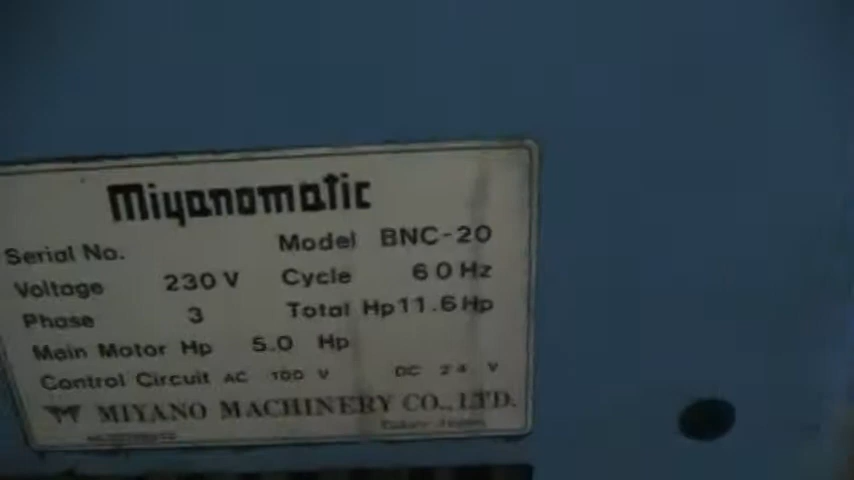 Miyanomatic
Serial No. Model BNC-20
Voltage 230 V Cycle 60 Hz
Phase 3 Total Hp 11.6 Hp
Main Motor Hp 5.0 Hp
Control Circuit AC 100 V DC 24 V
MIYANO MACHINERY CO., LTD.